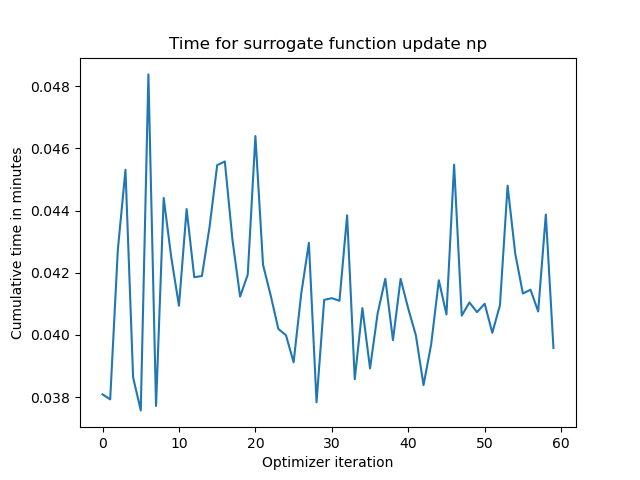 Time for surrogate function update np
Cumulative time in minutes
0.048
0.046
0.044
0.042
0.040
0.038
0 10 20 30 40 50 60
Optimizer iteration